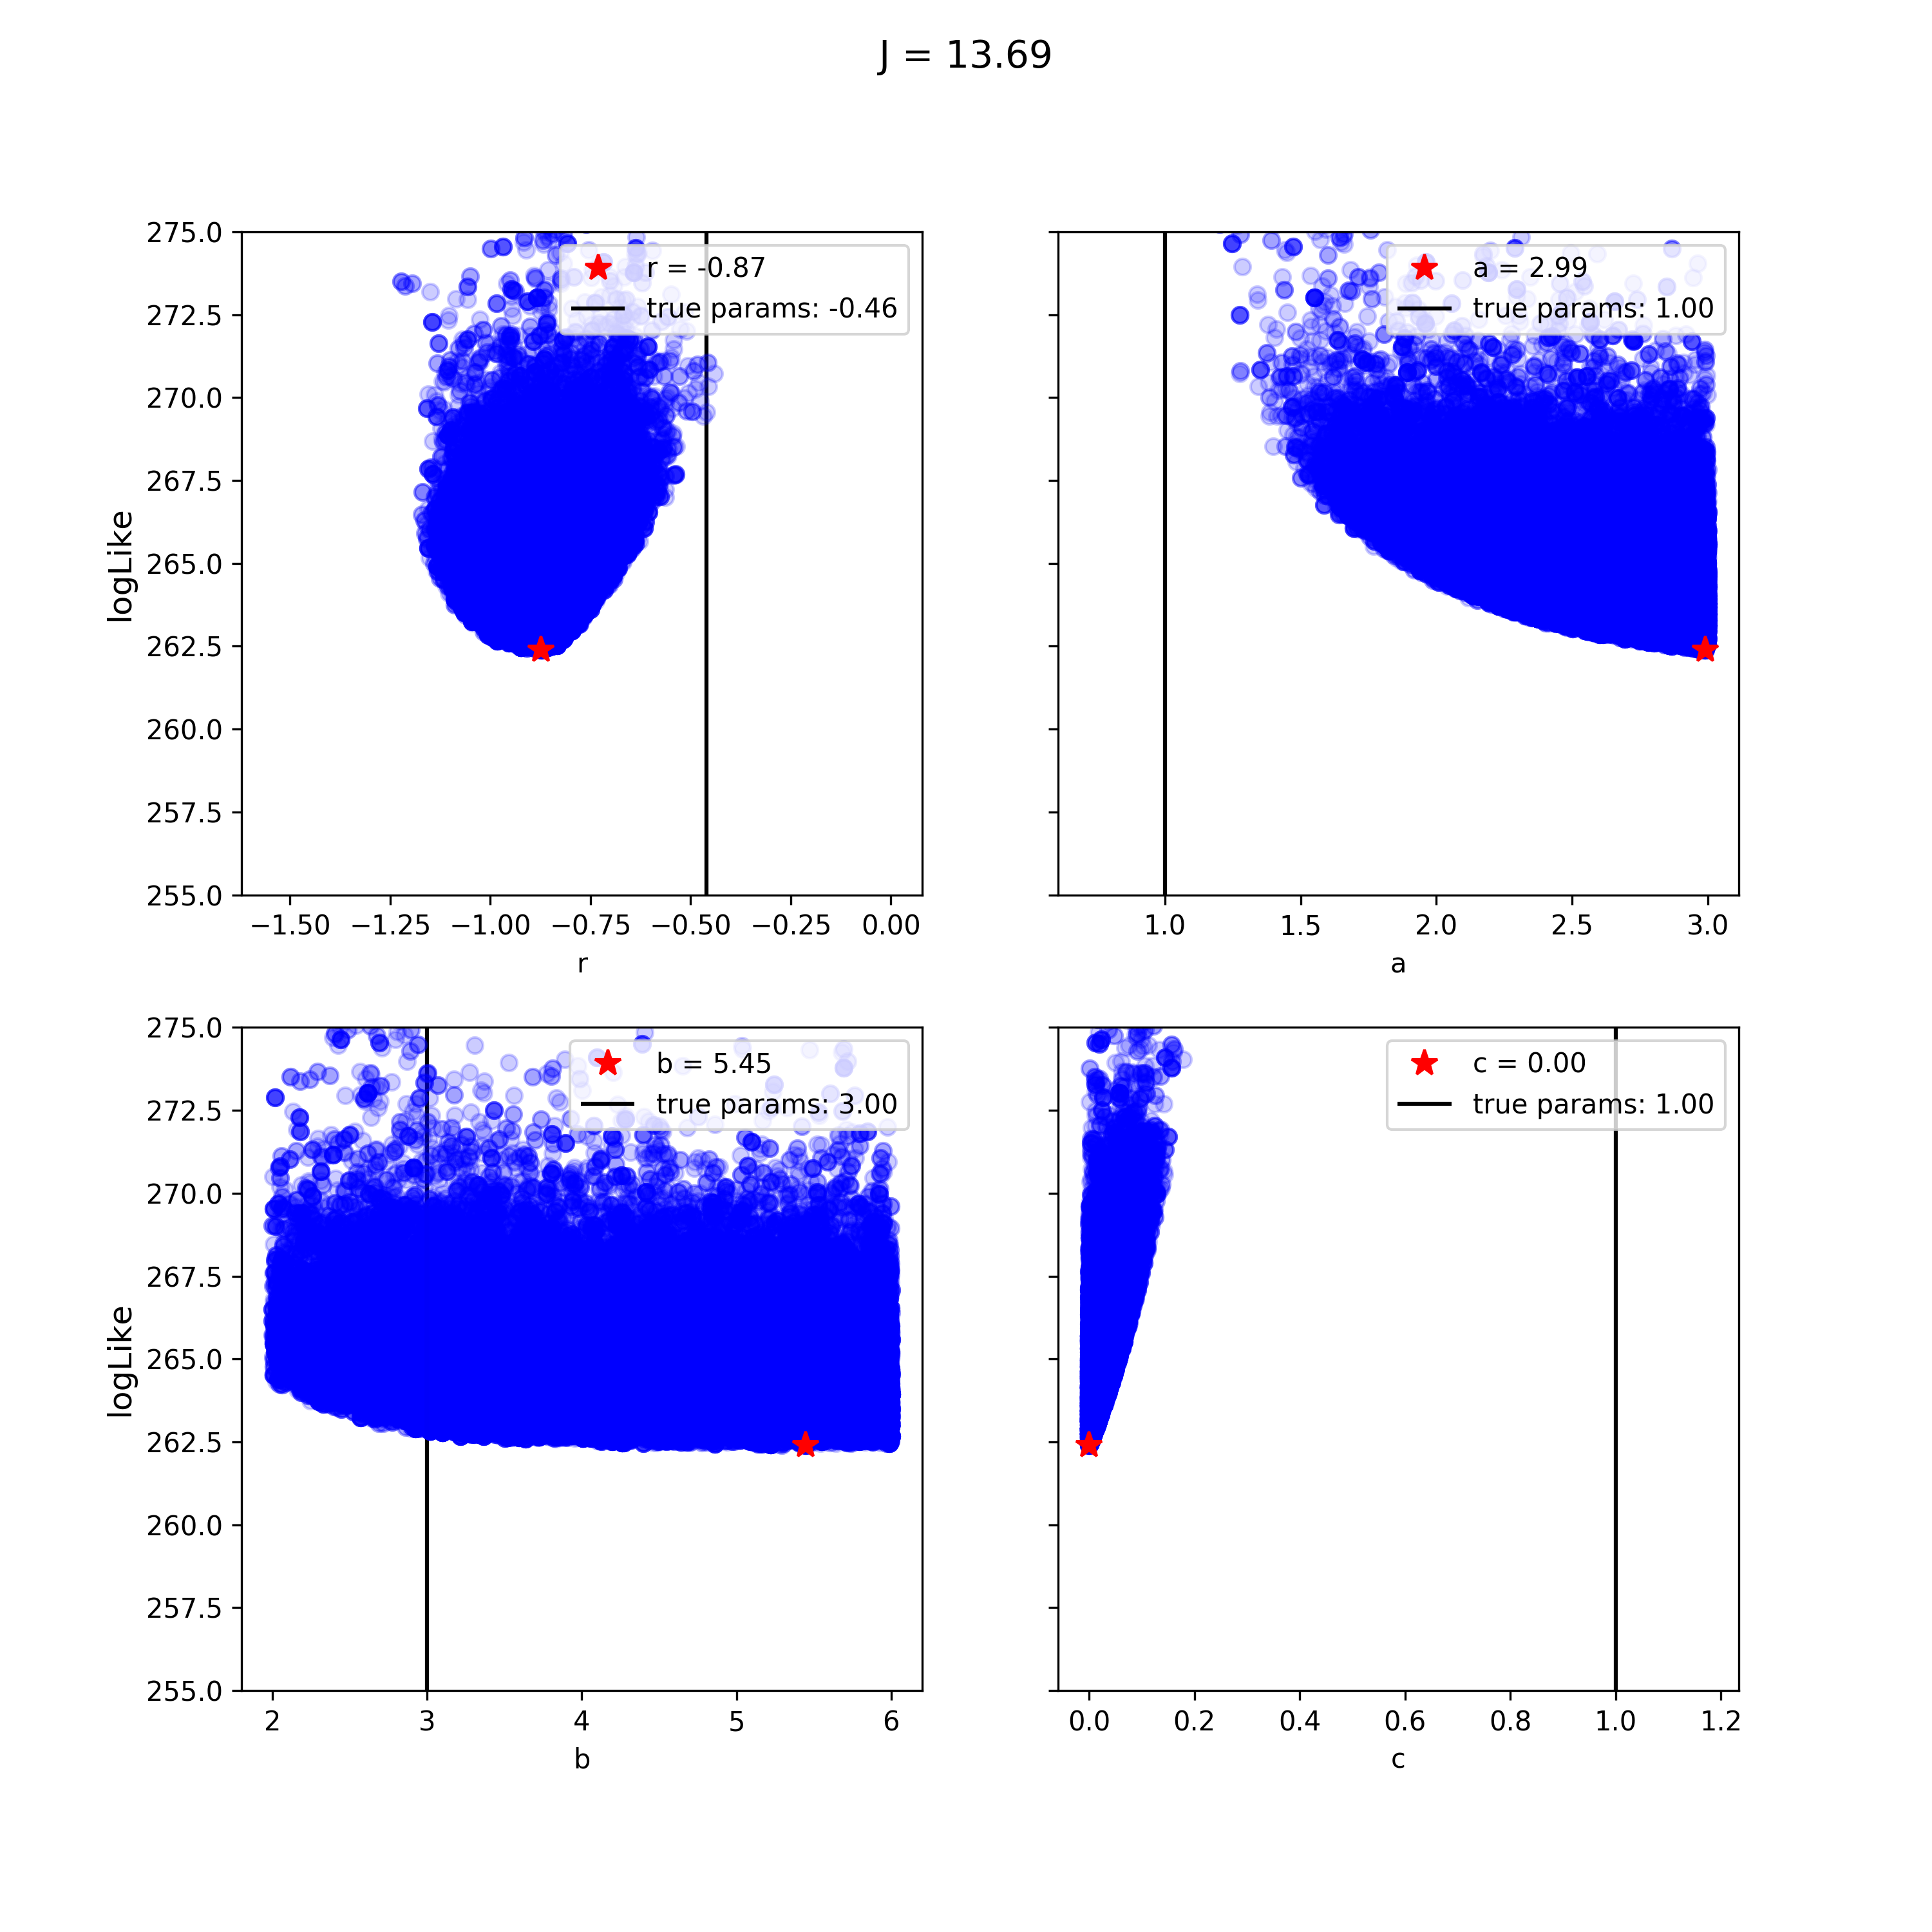 J = 13.69
275.0
272.5
270.0
267.5
265.0
262.5
260.0
257.5
255.0
logLike
r = -0.87
true params: -0.46
−1.50 −1.25 −1.00 −0.75 −0.50 −0.25 0.00
r
a = 2.99
true params: 1.00
1.0 1.5 2.0 2.5 3.0
a
275.0
272.5
270.0
267.5
265.0
262.5
260.0
257.5
255.0
logLike
b = 5.45
true params: 3.00
2 3 4 5 6
b
c = 0.00
true params: 1.00
0.0 0.2 0.4 0.6 0.8 1.0 1.2
c